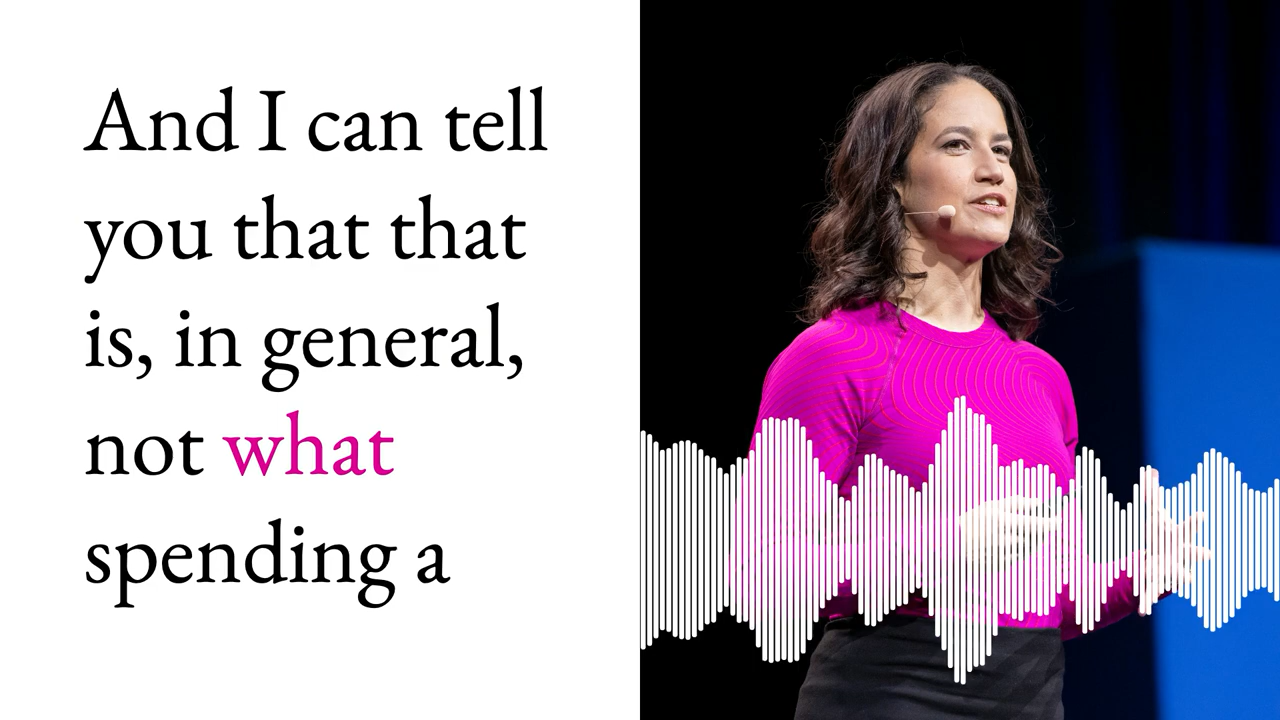 And I can tell
you that that
is, in general,
not what
spending a